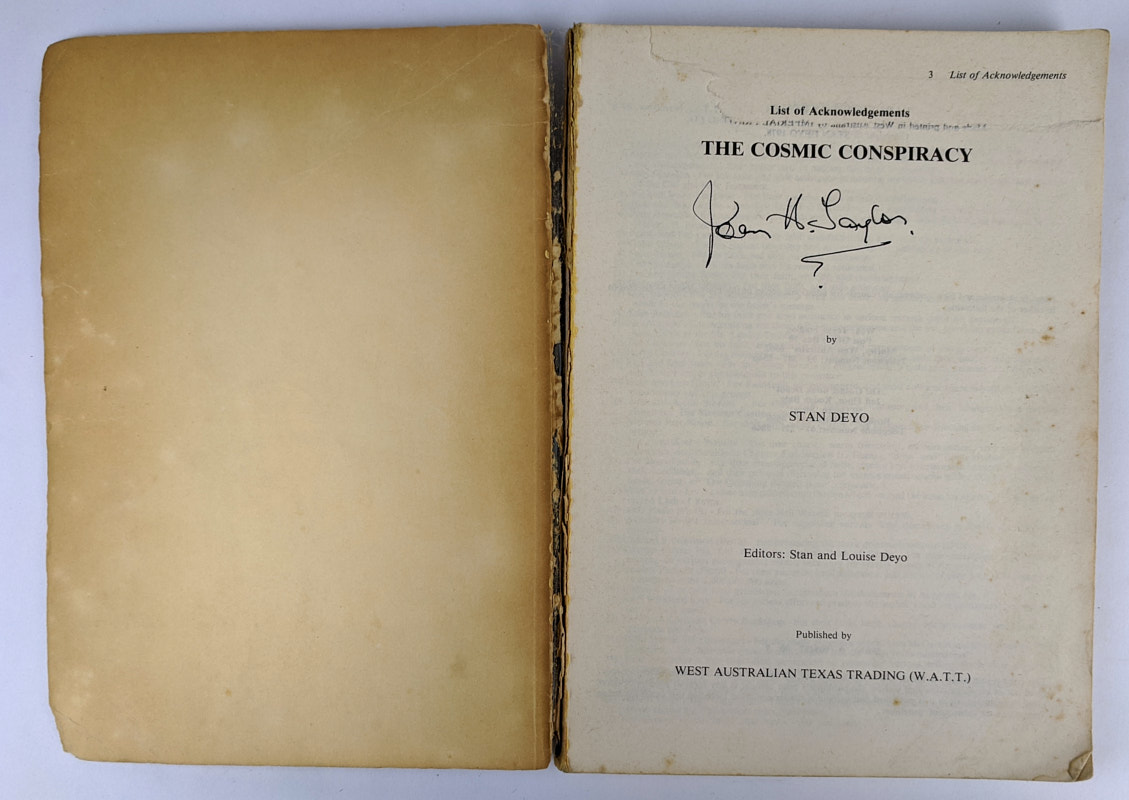 3 List of Acknowledgements
List of Acknowledgements
THE COSMIC CONSPIRACY
H. Taylor.
by
STAN DEYO
Editors: Stan and Louise Deyo
Published by
WEST AUSTRALIAN TEXAS TRADING (W.A.T.T.)